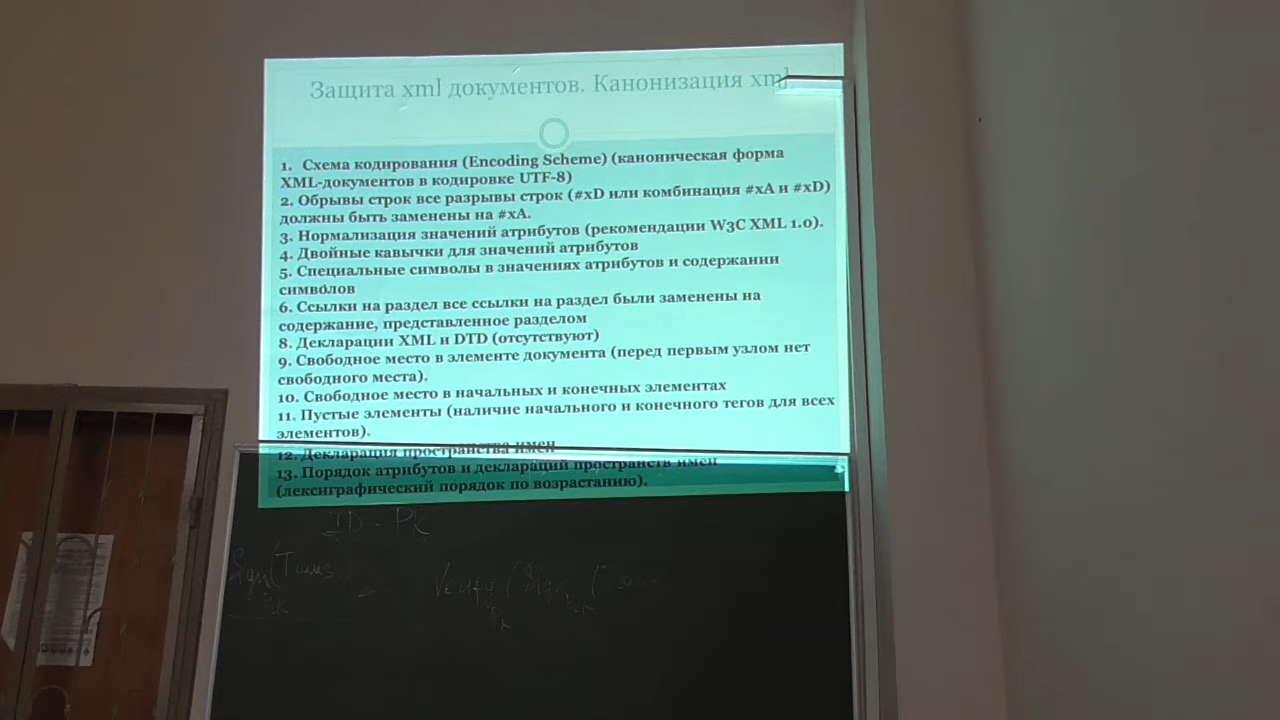 Защита xml документов. Канонизация xml.
1. Схема кодирования (Encoding Scheme) (каноническая форма
XML-документов в кодировке UTF-8)
2. Обрывы строк все разрывы строк (#xD или комбинация #xA и #xD)
должны быть заменены на #xA.
3. Нормализация значений атрибутов (рекомендации W3C XML 1.0).
4. Двойные кавычки для значений атрибутов
5. Специальные символы в значениях атрибутов и содержании
символов
6. Ссылки на раздел все ссылки на раздел были заменены на
содержание, представленное разделом
8. Декларации XML и DTD (отсутствуют)
9. Свободное место в элементе документа (перед первым узлом нет
свободного места).
10. Свободное место в начальных и конечных элементах
11. Пустые элементы (наличие начального и конечного тегов для всех
элементов).
12. Декларация пространства имен
13. Порядок атрибутов и деклараций пространств имен
(лексиграфический порядок по возрастанию).
ID - Pk
Sign